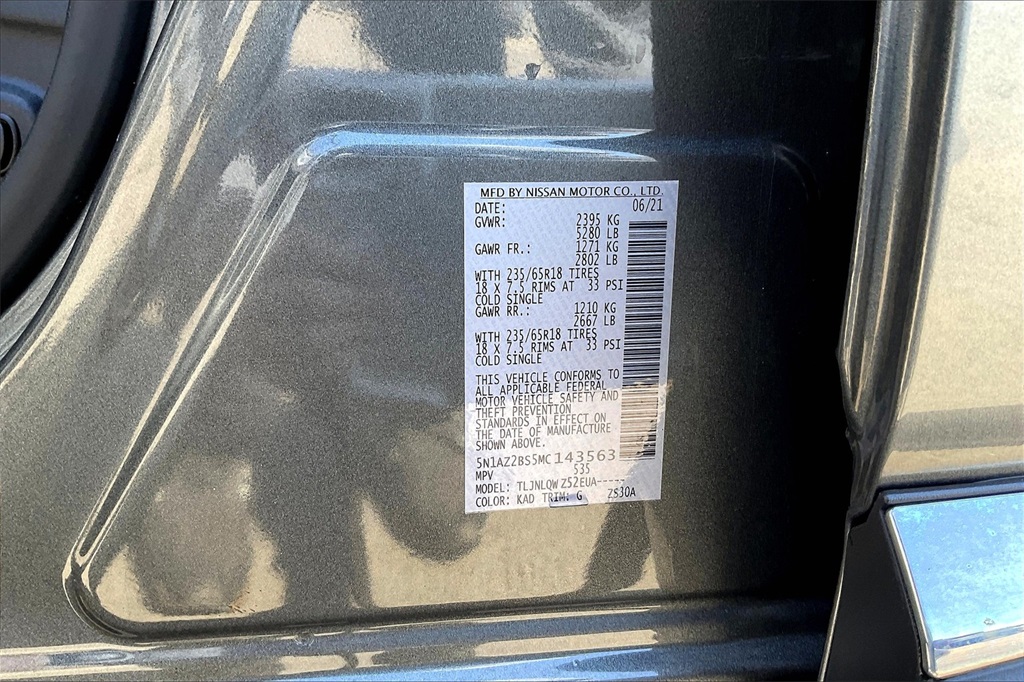 MFD BY NISSAN MOTOR CO., LTD.
DATE: 06/21
GVWR: 2395 KG
5280 LB
GAWR FR.: 1271 KG
2802 LB
WITH 235/65R18 TIRES
18 X 7.5 RIMS AT 33 PSI
COLD SINGLE
GAWR RR.: 1210 KG
2667 LB
WITH 235/65R18 TIRES
18 X 7.5 RIMS AT 33 PSI
COLD SINGLE
THIS VEHICLE CONFORMS TO
ALL APPLICABLE FEDERAL
MOTOR VEHICLE SAFETY AND
THEFT PREVENTION
STANDARDS IN EFFECT ON
THE DATE OF MANUFACTURE
SHOWN ABOVE.
5N1AZ2BS5MC143563
MPV 535
MODEL: TLJNLQW Z52EUA-----
COLOR: KAD TRIM: G ZS30A